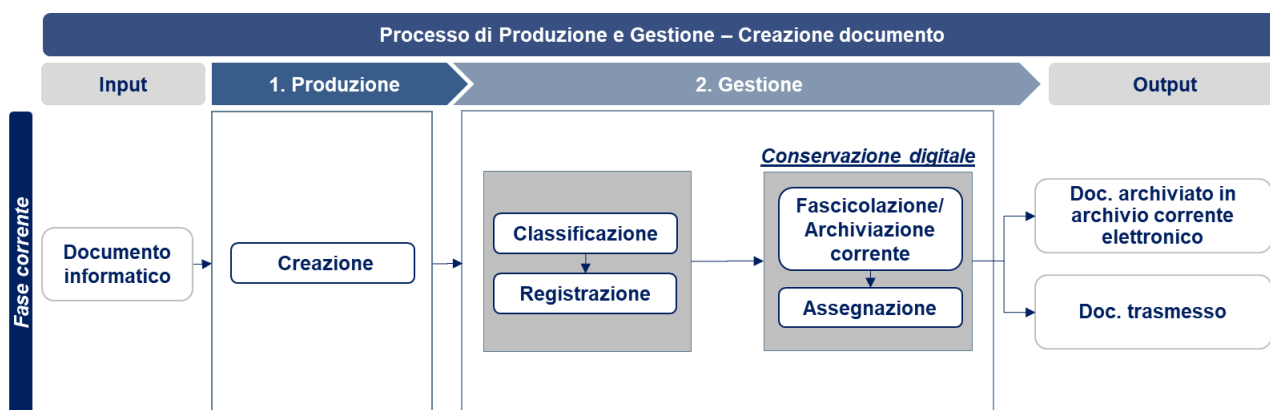 Processo di Produzione e Gestione – Creazione documento
Input
1. Produzione
2. Gestione
Output
Fase corrente
Documento
informatico
Creazione
Classificazione
Registrazione
Conservazione digitale
Fascicolazione/
Archiviazione
corrente
Assegnazione
Doc. archiviato in
archivio corrente
elettronico
Doc. trasmesso